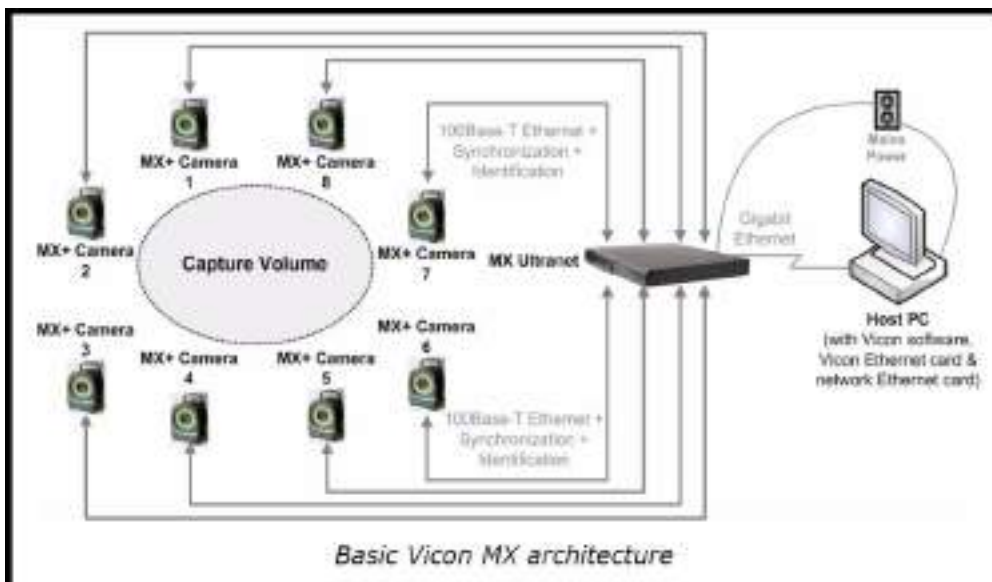 MX+ Camera
1
MX+ Camera
8
100Base-T Ethernet +
Synchronization +
Identification
Mains
Power
MX+ Camera
2
Capture Volume
MX+ Camera
7
MX Ultranet
Gigabit
Ethernet
Host PC
(with Vicon software,
Vicon Ethernet card &
network Ethernet card)
MX+ Camera
3
MX+ Camera
4
MX+ Camera
5
MX+ Camera
6
100Base-T Ethernet +
Synchronization +
Identification
Basic Vicon MX architecture